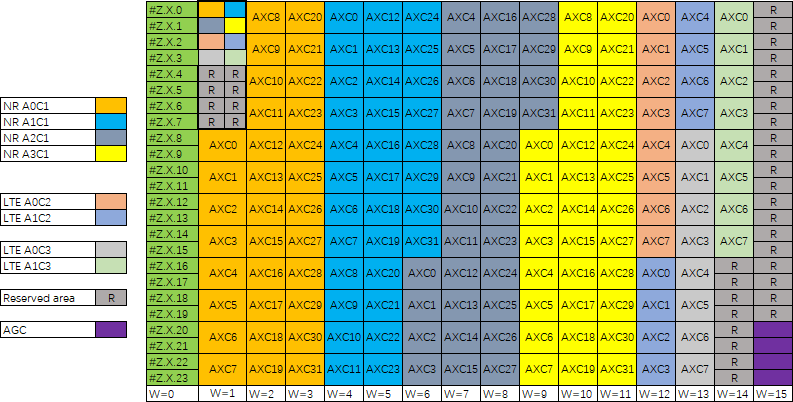 NR A0C1
NR A1C1
NR A2C1
NR A3C1
LTE A0C2
LTE A1C2
LTE A0C3
LTE A1C3
Reserved area R
AGC
#Z.X.0 AXC8 AXC20 AXC0 AXC12 AXC24 AXC4 AXC16 AXC28 AXC8 AXC20 AXC0 AXC4 AXC0 R
#Z.X.1 R
#Z.X.2 AXC9 AXC21 AXC1 AXC13 AXC25 AXC5 AXC17 AXC29 AXC9 AXC21 AXC1 AXC5 AXC1 R
#Z.X.3 R
#Z.X.4 R R AXC10 AXC22 AXC2 AXC14 AXC26 AXC6 AXC18 AXC30 AXC10 AXC22 AXC2 AXC6 AXC2 R
#Z.X.5 R R R
#Z.X.6 R R AXC11 AXC23 AXC3 AXC15 AXC27 AXC7 AXC19 AXC31 AXC11 AXC23 AXC3 AXC7 AXC3 R
#Z.X.7 R R R
#Z.X.8 AXC0 AXC12 AXC24 AXC4 AXC16 AXC28 AXC8 AXC20 AXC0 AXC12 AXC24 AXC4 AXC0 AXC4 R
#Z.X.9 R
#Z.X.10 AXC1 AXC13 AXC25 AXC5 AXC17 AXC29 AXC9 AXC21 AXC1 AXC13 AXC25 AXC5 AXC1 AXC5 R
#Z.X.11 R
#Z.X.12 AXC2 AXC14 AXC26 AXC6 AXC18 AXC30 AXC10 AXC22 AXC2 AXC14 AXC26 AXC6 AXC2 AXC6 R
#Z.X.13 R
#Z.X.14 AXC3 AXC15 AXC27 AXC7 AXC19 AXC31 AXC11 AXC23 AXC3 AXC15 AXC27 AXC7 AXC3 AXC7 R
#Z.X.15 R
#Z.X.16 AXC4 AXC16 AXC28 AXC8 AXC20 AXC0 AXC12 AXC24 AXC4 AXC16 AXC28 AXC0 AXC4 R R
#Z.X.17 R R
#Z.X.18 AXC5 AXC17 AXC29 AXC9 AXC21 AXC1 AXC13 AXC25 AXC5 AXC17 AXC29 AXC1 AXC5 R R
#Z.X.19 R R
#Z.X.20 AXC6 AXC18 AXC30 AXC10 AXC22 AXC2 AXC14 AXC26 AXC6 AXC18 AXC30 AXC2 AXC6 R
#Z.X.21 R
#Z.X.22 AXC7 AXC19 AXC31 AXC11 AXC23 AXC3 AXC15 AXC27 AXC7 AXC19 AXC31 AXC3 AXC7 R
#Z.X.23 R
W=0 W=1 W=2 W=3 W=4 W=5 W=6 W=7 W=8 W=9 W=10 W=11 W=12 W=13 W=14 W=15